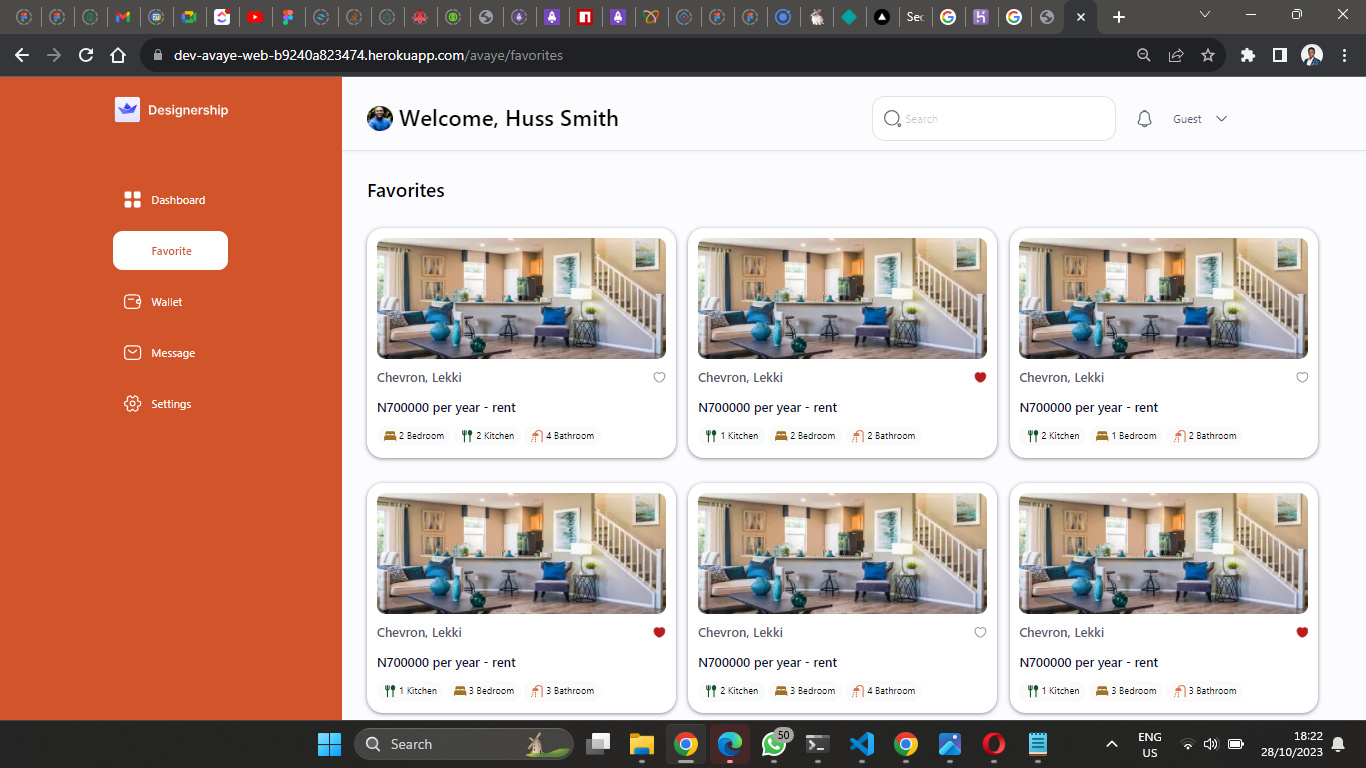 Sec
dev-avaye-web-b9240a823474.herokuapp.com/avaye/favorites
Designership
Welcome, Huss Smith
Search
Guest
Dashboard
Favorite
Wallet
Message
Settings
Favorites
Chevron, Lekki
N700000 per year - rent
2 Bedroom 2 Kitchen 4 Bathroom
Chevron, Lekki
N700000 per year - rent
1 Kitchen 2 Bedroom 2 Bathroom
Chevron, Lekki
N700000 per year - rent
2 Kitchen 1 Bedroom 2 Bathroom
Chevron, Lekki
N700000 per year - rent
1 Kitchen 3 Bedroom 3 Bathroom
Chevron, Lekki
N700000 per year - rent
2 Kitchen 3 Bedroom 4 Bathroom
Chevron, Lekki
N700000 per year - rent
1 Kitchen 3 Bedroom 3 Bathroom
Search
50
ENG
US
18:22
28/10/2023